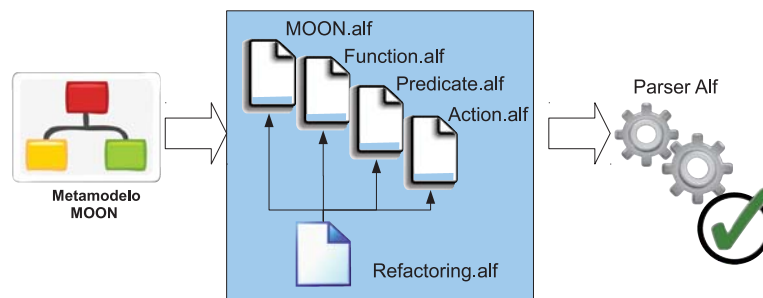 MOON.alf
Function.alf
Predicate.alf
Action.alf
Refactoring.alf
Metamodelo
MOON
Parser Alf